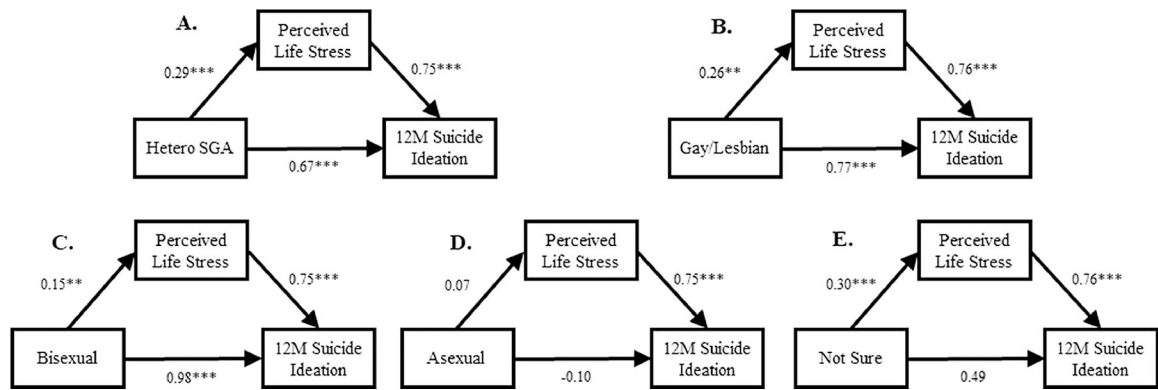 A.
Perceived
Life Stress
0.29***
0.75***
Hetero SGA
12M Suicide
Ideation
0.67***
B.
Perceived
Life Stress
0.26**
0.76***
Gay/Lesbian
12M Suicide
Ideation
0.77***
C.
Perceived
Life Stress
0.15**
0.75***
Bisexual
12M Suicide
Ideation
0.98***
D.
Perceived
Life Stress
0.07
0.75***
Asexual
12M Suicide
Ideation
-0.10
E.
Perceived
Life Stress
0.30***
0.76***
Not Sure
12M Suicide
Ideation
0.49